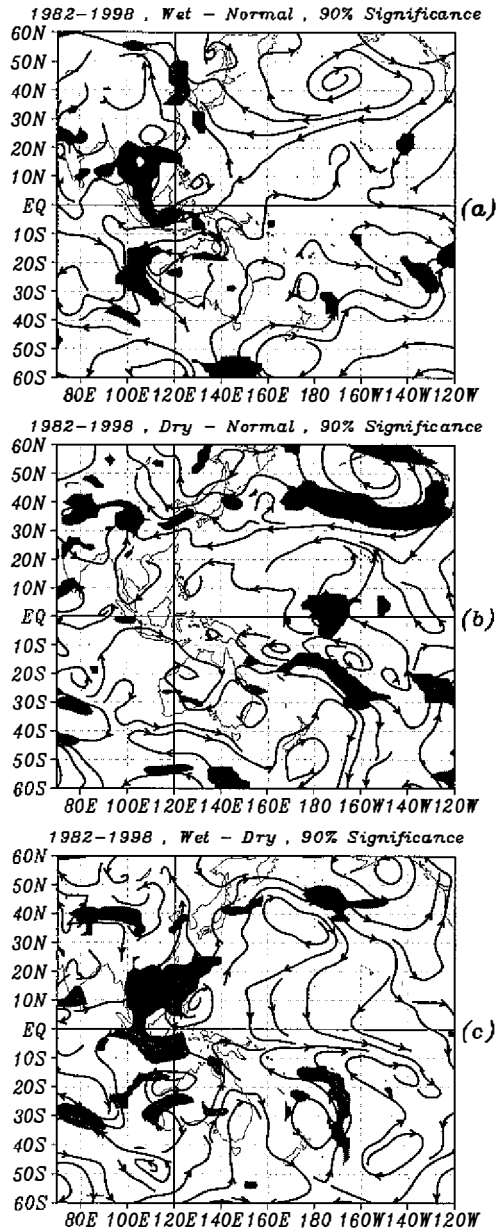 1982-1998 , Wet - Normal , 90% Significance
60N
50N
40N
30N
20N
10N
EQ
10S
20S
30S
40S
50S
60S
(a)
80E 100E 120E 140E 160E 180 160W 140W 120W
1982-1998 , Dry - Normal , 90% Significance
60N
50N
40N
30N
20N
10N
EQ
10S
20S
30S
40S
50S
60S
(b)
80E 100E 120E 140E 160E 180 160W 140W 120W
1982-1998 , Wet - Dry , 90% Significance
60N
50N
40N
30N
20N
10N
EQ
10S
20S
30S
40S
50S
60S
(c)
80E 100E 120E 140E 160E 180 160W 140W 120W